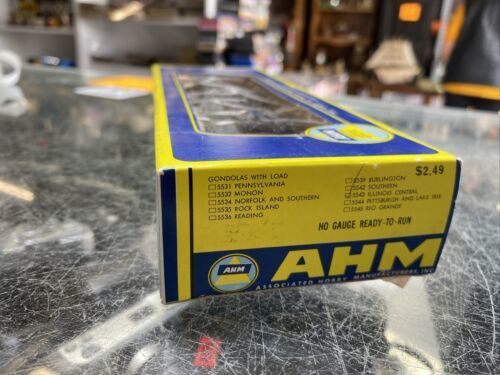 GONDOLAS WITH LOAD
5531 PENNSYLVANIA
5532 MONON
5534 NORFOLK AND SOUTHERN
5535 ROCK ISLAND
5536 READING
5539 BURLINGTON
5542 SOUTHERN
5543 ILLINOIS CENTRAL
5544 PITTSBURGH AND LAKE ERIE
5545 RIO GRANDE
$2.49
HO GAUGE READY-TO-RUN
AHM
AHM
ASSOCIATED HOBBY MANUFACTURERS, INC.